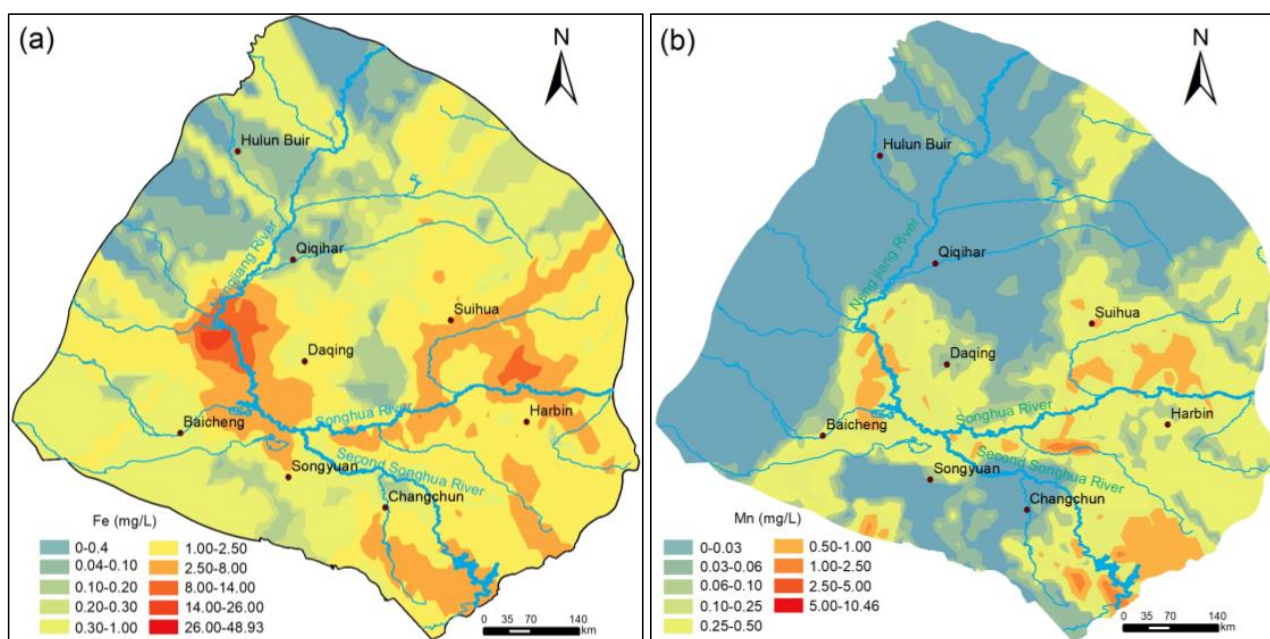 (a)
N
Hulun Buir
Nengjiang River
Qiqihar
Suihua
Daqing
Baicheng
Songhua River
Harbin
Songyuan
Second Songhua River
Changchun
Fe (mg/L)
0-0.4
0.04-0.10
0.10-0.20
0.20-0.30
0.30-1.00
1.00-2.50
2.50-8.00
8.00-14.00
14.00-26.00
26.00-48.93
0 35 70 140
km
(b)
N
Hulun Buir
Neng jiang River
Qiqihar
Suihua
Daqing
Baicheng
Songhua River
Harbin
Songyuan
Second Songhua River
Changchun
Mn (mg/L)
0-0.03
0.03-0.06
0.06-0.10
0.10-0.25
0.25-0.50
0.50-1.00
1.00-2.50
2.50-5.00
5.00-10.46
0 35 70 140
km